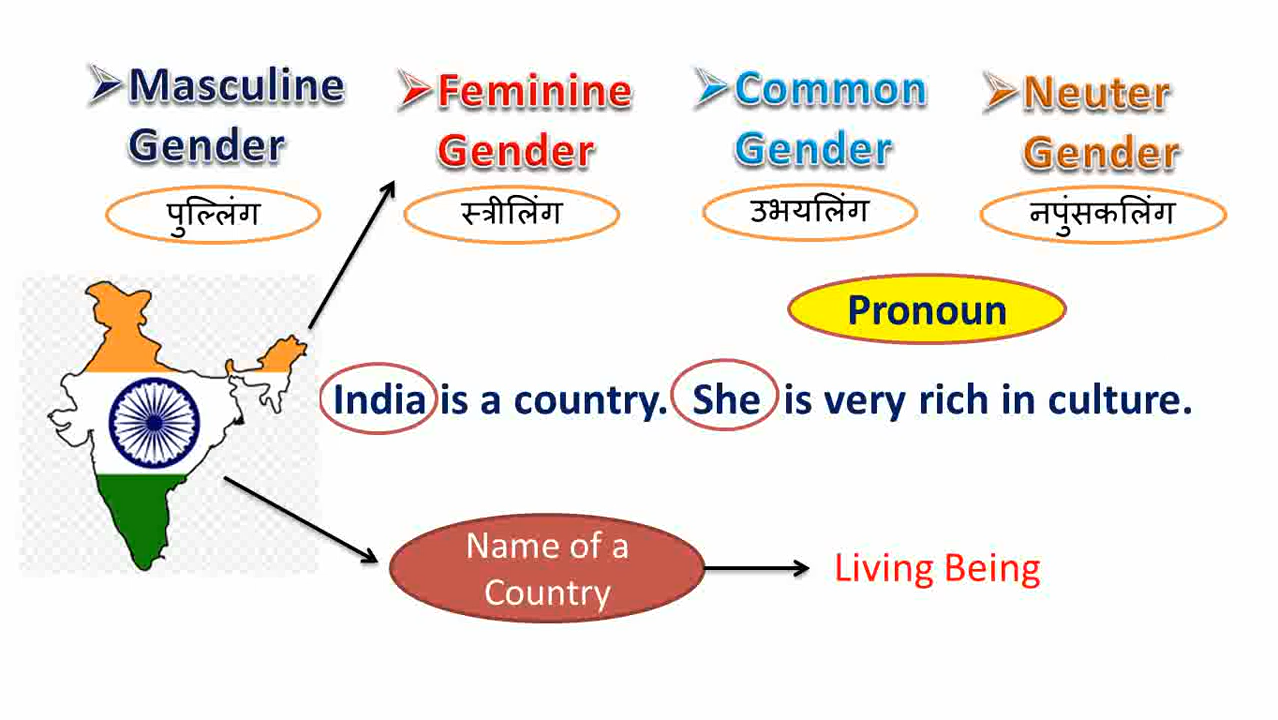 ➢Masculine Gender
➢Feminine Gender
➢Common Gender
➢Neuter Gender
पुल्लिंग
स्त्रीलिंग
उभयलिंग
नपुंसकलिंग
Pronoun
India is a country. She is very rich in culture.
Name of a
Country
Living Being